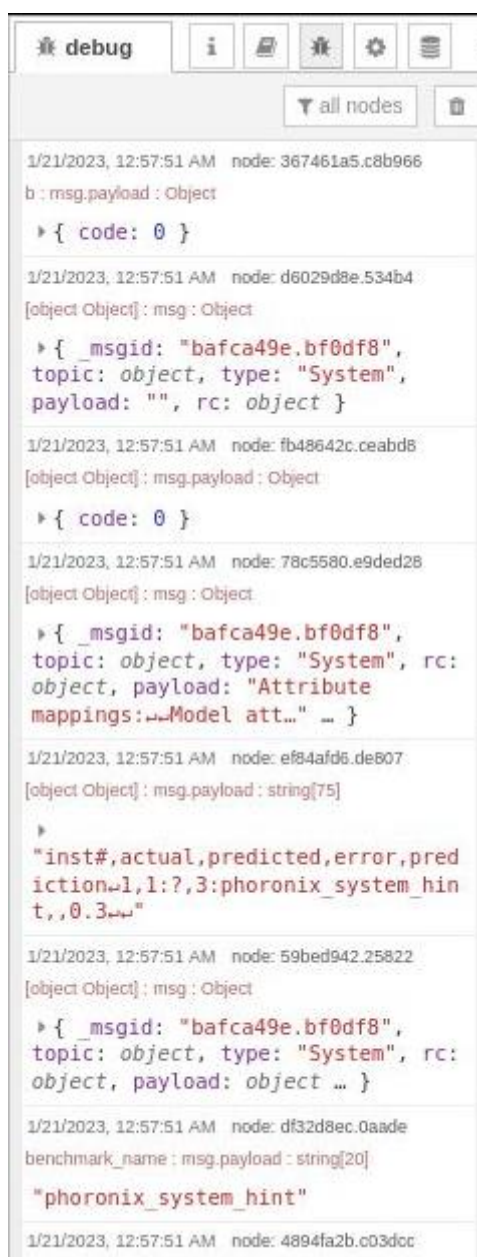 debug
i
all nodes
1/21/2023, 12:57:51 AM node: 367461a5.c8b966
b : msg.payload : Object
{ code: 0 }
1/21/2023, 12:57:51 AM node: d6029d8e.534b4
[object Object] : msg : Object
{ _msgid: "bafca49e.bf0df8",
topic: object, type: "System",
payload: "", rc: object }
1/21/2023, 12:57:51 AM node: fb48642c.ceabd8
[object Object] : msg.payload : Object
{ code: 0 }
1/21/2023, 12:57:51 AM node: 78c5580.e9ded28
[object Object] : msg : Object
{ _msgid: "bafca49e.bf0df8",
topic: object, type: "System", rc:
object, payload: "Attribute
mappings:↵↵Model att…" … }
1/21/2023, 12:57:51 AM node: ef84afd6.de807
[object Object] : msg.payload : string[75]
"inst#,actual,predicted,error,pred
iction↵1,1:?,3:phoronix_system_hin
t,,0.3↵↵"
1/21/2023, 12:57:51 AM node: 59bed942.25822
[object Object] : msg : Object
{ _msgid: "bafca49e.bf0df8",
topic: object, type: "System", rc:
object, payload: object … }
1/21/2023, 12:57:51 AM node: df32d8ec.0aade
benchmark_name : msg.payload : string[20]
"phoronix_system_hint"
1/21/2023, 12:57:51 AM node: 4894fa2b.c03dcc